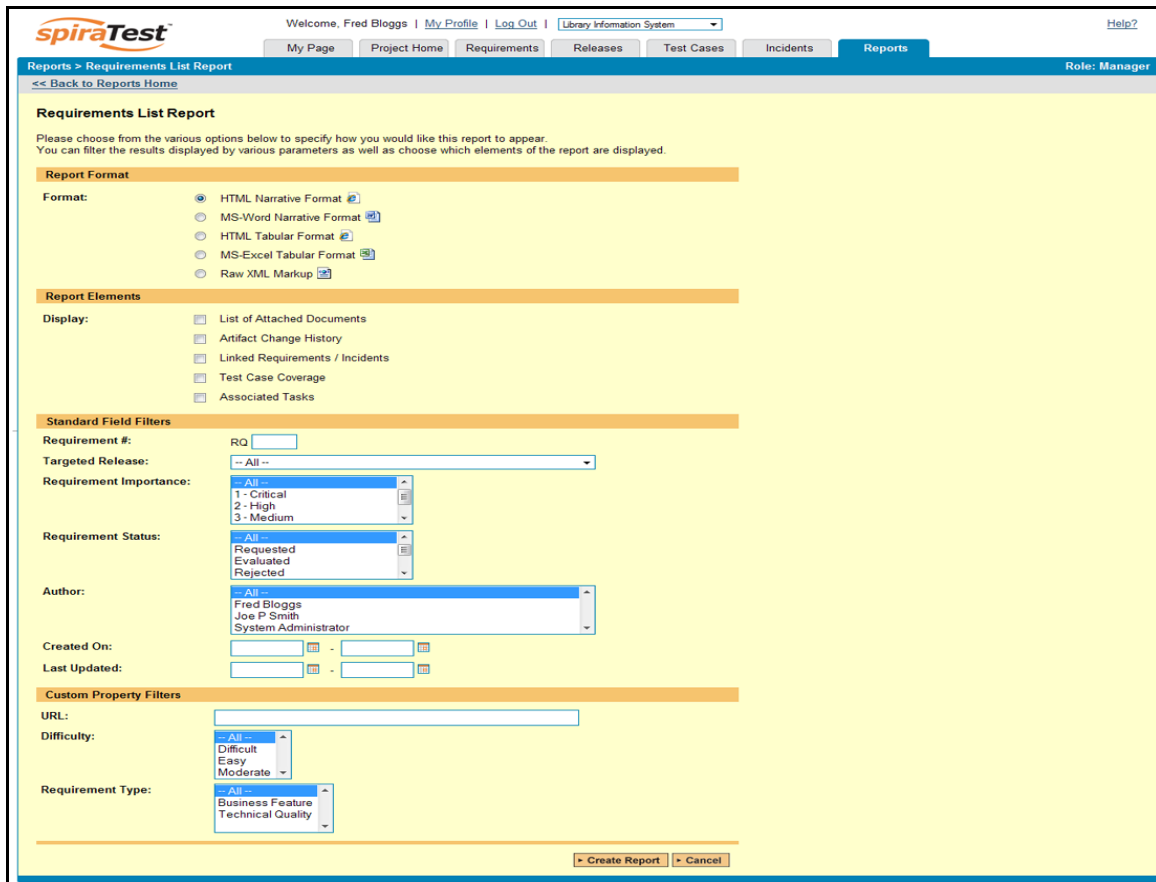 spiraTest™
Welcome, Fred Bloggs | My Profile | Log Out | Library Information System
Help?
My Page Project Home Requirements Releases Test Cases Incidents Reports
Reports > Requirements List Report Role: Manager
<< Back to Reports Home
Requirements List Report
Please choose from the various options below to specify how you would like this report to appear.
You can filter the results displayed by various parameters as well as choose which elements of the report are displayed.
Report Format
Format: HTML Narrative Format
MS-Word Narrative Format
HTML Tabular Format
MS-Excel Tabular Format
Raw XML Markup
Report Elements
Display: List of Attached Documents
Artifact Change History
Linked Requirements / Incidents
Test Case Coverage
Associated Tasks
Standard Field Filters
Requirement #: RQ
Targeted Release: -- All --
Requirement Importance: -- All --
1 - Critical
2 - High
3 - Medium
Requirement Status: -- All --
Requested
Evaluated
Rejected
Author: -- All --
Fred Bloggs
Joe P Smith
System Administrator
Created On: -
Last Updated: -
Custom Property Filters
URL:
Difficulty: -- All --
Difficult
Easy
Moderate
Requirement Type: -- All --
Business Feature
Technical Quality
Create Report Cancel